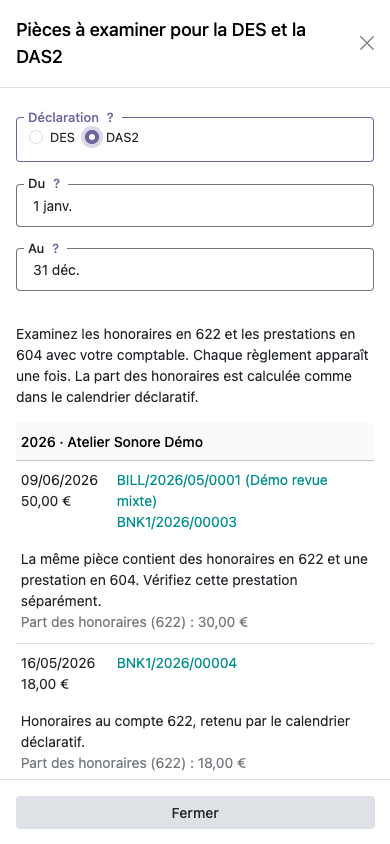 Pièces à examiner pour la DES et la
DAS2
Déclaration ?
DES DAS2
Du ?
1 janv.
Au ?
31 déc.
Examinez les honoraires en 622 et les prestations en
604 avec votre comptable. Chaque règlement apparaît
une fois. La part des honoraires est calculée comme
dans le calendrier déclaratif.
2026 · Atelier Sonore Démo
09/06/2026 BILL/2026/05/0001 (Démo revue
50,00 € mixte)
BNK1/2026/00003
La même pièce contient des honoraires en 622 et une
prestation en 604. Vérifiez cette prestation
séparément.
Part des honoraires (622) : 30,00 €
16/05/2026 BNK1/2026/00004
18,00 €
Honoraires au compte 622, retenu par le calendrier
déclaratif.
Part des honoraires (622) : 18,00 €
Fermer